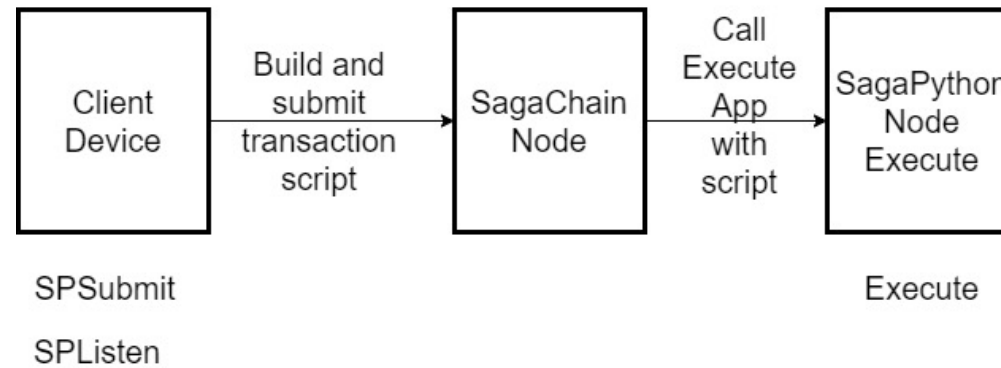 Client
Device
Build and
submit
transaction
script
SagaChain
Node
Call
Execute
App
with
script
SagaPython
Node
Execute
SPSubmit
SPListen
Execute